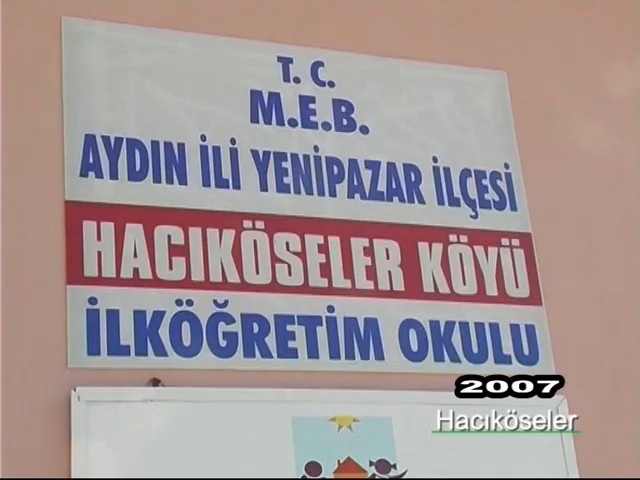 T. C.
M.E.B.
AYDIN İLİ YENİPAZAR İLÇESİ
HACIKÖSELER KÖYÜ
İLKÖĞRETİM OKULU
2007
Hacıköseler